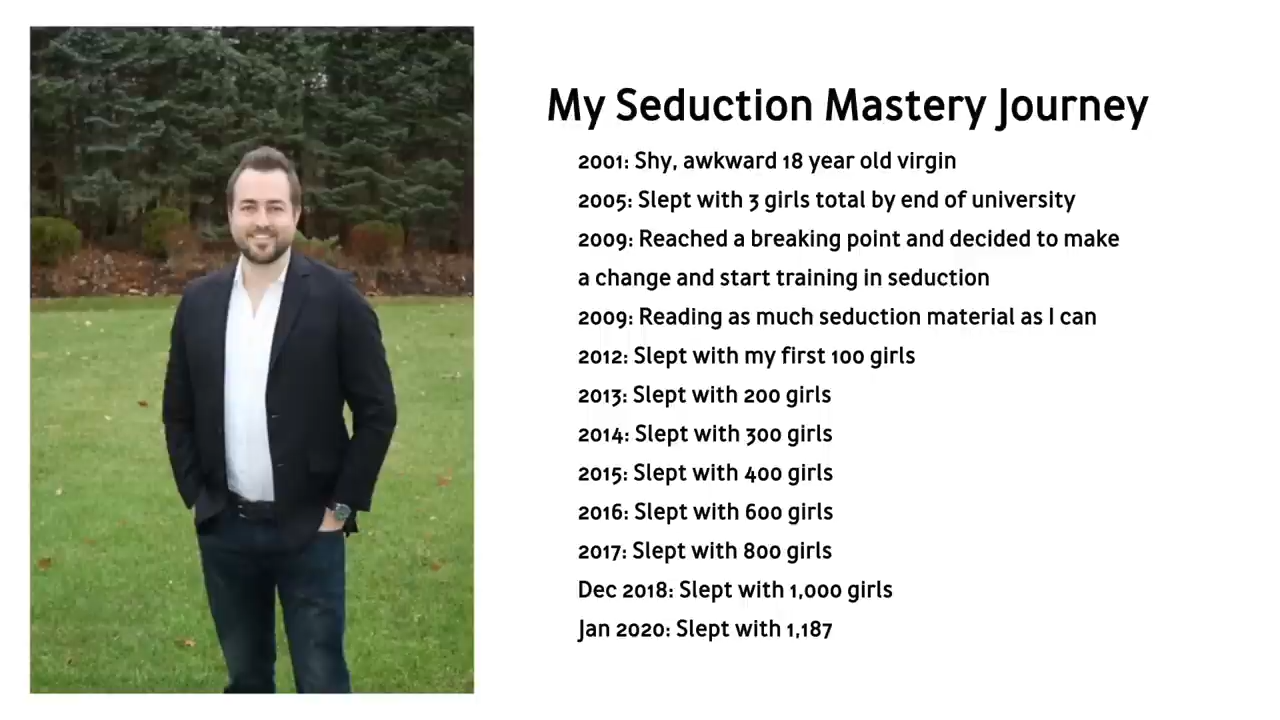 My Seduction Mastery Journey
2001: Shy, awkward 18 year old virgin
2005: Slept with 3 girls total by end of university
2009: Reached a breaking point and decided to make
a change and start training in seduction
2009: Reading as much seduction material as I can
2012: Slept with my first 100 girls
2013: Slept with 200 girls
2014: Slept with 300 girls
2015: Slept with 400 girls
2016: Slept with 600 girls
2017: Slept with 800 girls
Dec 2018: Slept with 1,000 girls
Jan 2020: Slept with 1,187